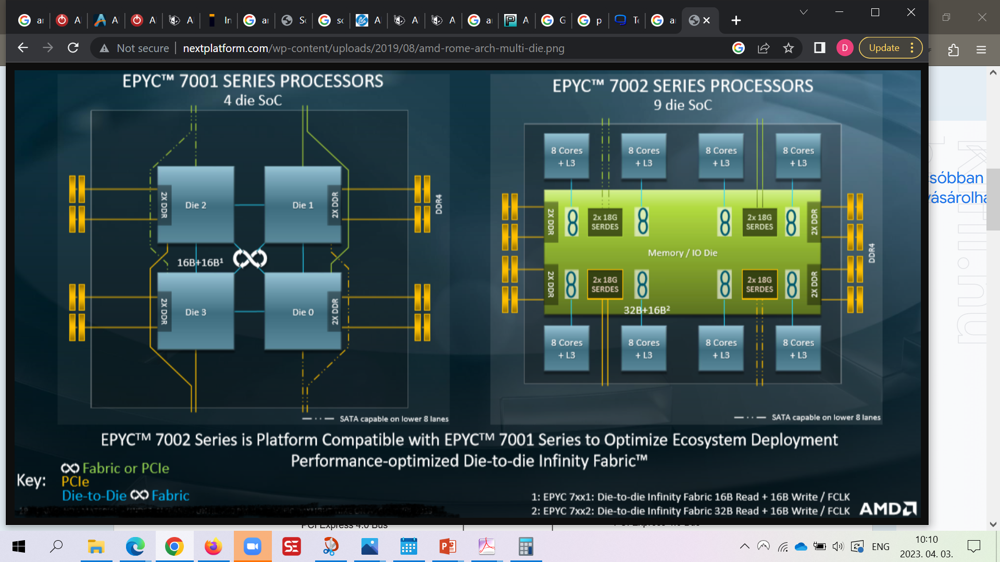 Not secure
nextplatform.com/wp-content/uploads/2019/08/amd-rome-arch-multi-die.png
D
Update
EPYC™ 7001 SERIES PROCESSORS
4 die SoC
Die 2
Die 1
2X DDR
2X DDR
DDR4
16B+16B¹
Die 3
Die 0
2X DDR
2X DDR
SATA capable on lower 8 lanes
EPYC™ 7002 SERIES PROCESSORS
9 die SoC
8 Cores + L3
8 Cores + L3
8 Cores + L3
8 Cores + L3
2X DDR
2x 18G SERDES
2x 18G SERDES
2X DDR
Memory / IO Die
DDR4
2X DDR
2x 18G SERDES
2x 18G SERDES
2X DDR
32B+16B²
8 Cores + L3
8 Cores + L3
8 Cores + L3
8 Cores + L3
SATA capable on lower 8 lanes
EPYC™ 7002 Series is Platform Compatible with EPYC™ 7001 Series to Optimize Ecosystem Deployment
Performance-optimized Die-to-die Infinity Fabric™
Key:
Fabric or PCIe
PCIe
Die-to-Die Fabric
1: EPYC 7xx1: Die-to-die Infinity Fabric 16B Read + 16B Write / FCLK
2: EPYC 7xx2: Die-to-die Infinity Fabric 32B Read + 16B Write / FCLK
AMD
PCI Express 4.0 Bus
ENG
10:10
2023. 04. 03.